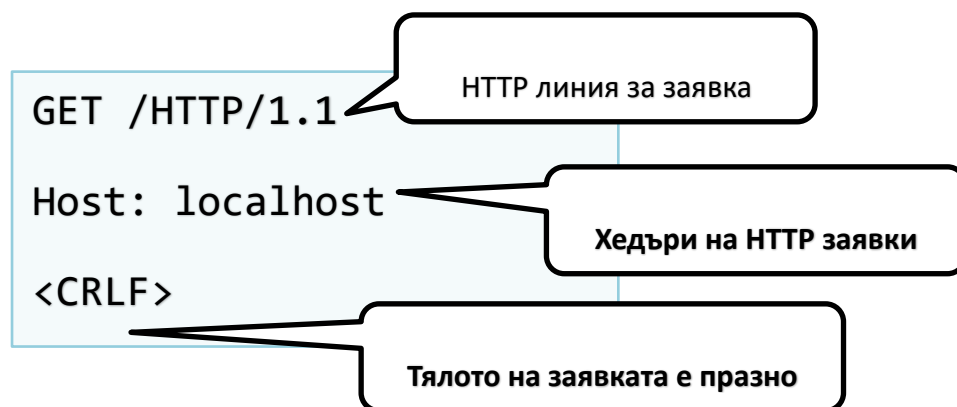 HTTP линия за заявка
GET /HTTP/1.1
Host: localhost
Хедъри на HTTP заявки
<CRLF>
Тялото на заявката е празно